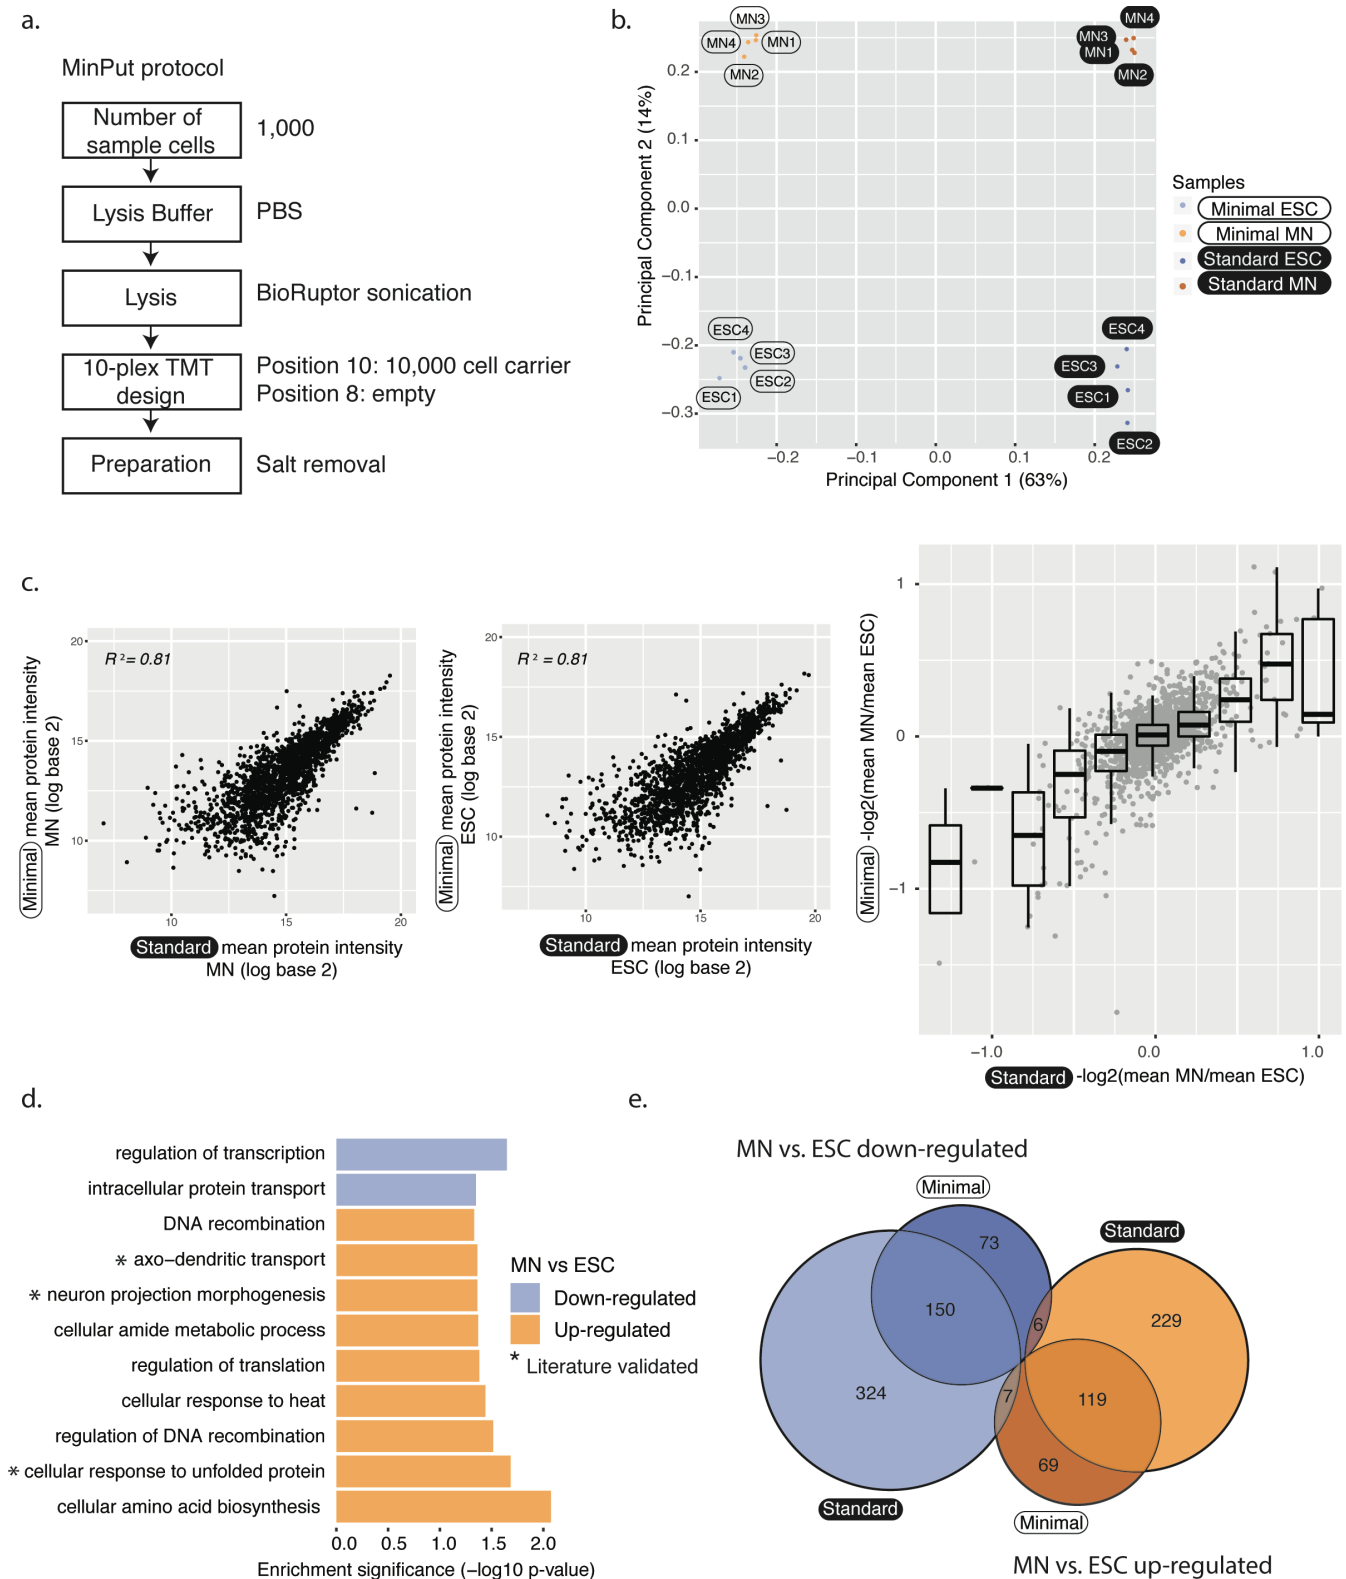 a.
MinPut protocol
Number of
sample cells
1,000
Lysis Buffer
PBS
Lysis
BioRuptor sonication
10-plex TMT
design
Position 10: 10,000 cell carrier
Position 8: empty
Preparation
Salt removal
b.
MN3
MN4
MN1
MN2
MN4
MN3
MN1
MN2
ESC4
ESC3
ESC2
ESC1
ESC4
ESC3
ESC1
ESC2
0.2
0.1
0.0
−0.1
−0.2
−0.3
Principal Component 2 (14%)
−0.2
−0.1
0.0
0.1
0.2
Principal Component 1 (63%)
Samples
Minimal ESC
Minimal MN
Standard ESC
Standard MN
c.
R² = 0.81
20
15
10
Minimal mean protein intensity
MN (log base 2)
10
15
20
Standard mean protein intensity
MN (log base 2)
R² = 0.81
20
15
10
Minimal mean protein intensity
ESC (log base 2)
10
15
20
Standard mean protein intensity
ESC (log base 2)
1
0
−1
Minimal -log2(mean MN/mean ESC)
−1.0
0.0
1.0
Standard -log2(mean MN/mean ESC)
d.
regulation of transcription
intracellular protein transport
DNA recombination
* axo−dendritic transport
* neuron projection morphogenesis
cellular amide metabolic process
regulation of translation
cellular response to heat
regulation of DNA recombination
* cellular response to unfolded protein
cellular amino acid biosynthesis
0.0
0.5
1.0
1.5
2.0
Enrichment significance (−log10 p-value)
MN vs ESC
Down-regulated
Up-regulated
* Literature validated
e.
MN vs. ESC down-regulated
Minimal
Standard
73
150
6
229
324
7
119
69
Standard
Minimal
MN vs. ESC up-regulated